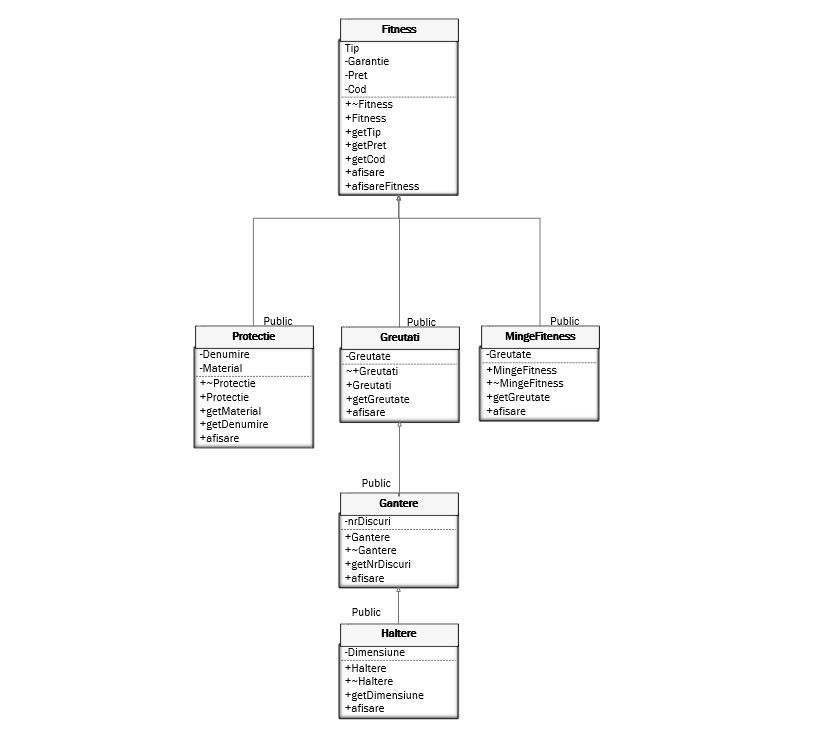 Fitness
Tip
-Garantie
-Pret
-Cod
+~Fitness
+Fitness
+getTip
+getPret
+getCod
+afisare
+afisareFitness
Public
Public
Public
Protectie
-Denumire
-Material
+~Protectie
+Protectie
+getMaterial
+getDenumire
+afisare
Greutati
-Greutate
~+Greutati
+Greutati
+getGreutate
+afisare
MingeFiteness
-Greutate
+MingeFitness
+~MingeFitness
+getGreutate
+afisare
Public
Gantere
-nrDiscuri
+Gantere
+~Gantere
+getNrDiscuri
+afisare
Public
Haltere
-Dimensiune
+Haltere
+~Haltere
+getDimensiune
+afisare